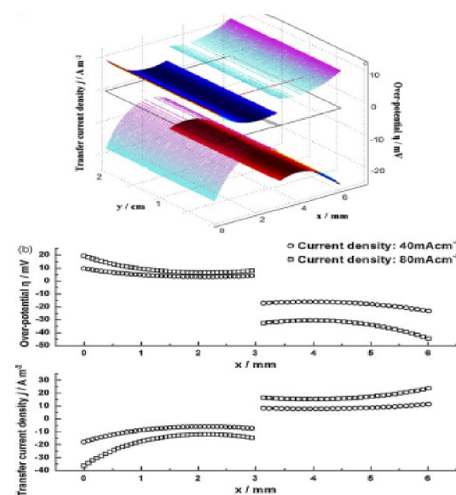 Transfer current density j / A m⁻²
10
0
-10
-20
Over-potential η / mV
2
1
0
y / cm
0
2
4
6
x / mm
©
○ Current density: 40mAcm⁻
□ Current density: 80mAcm⁻
Over-potential η / mV
30
20
10
0
-10
-20
-30
-40
-50
0 1 2 3 4 5 6
x / mm
Transfer current density j / A m⁻²
30
20
10
0
-10
-20
-30
-40
0 1 2 3 4 5 6
x / mm